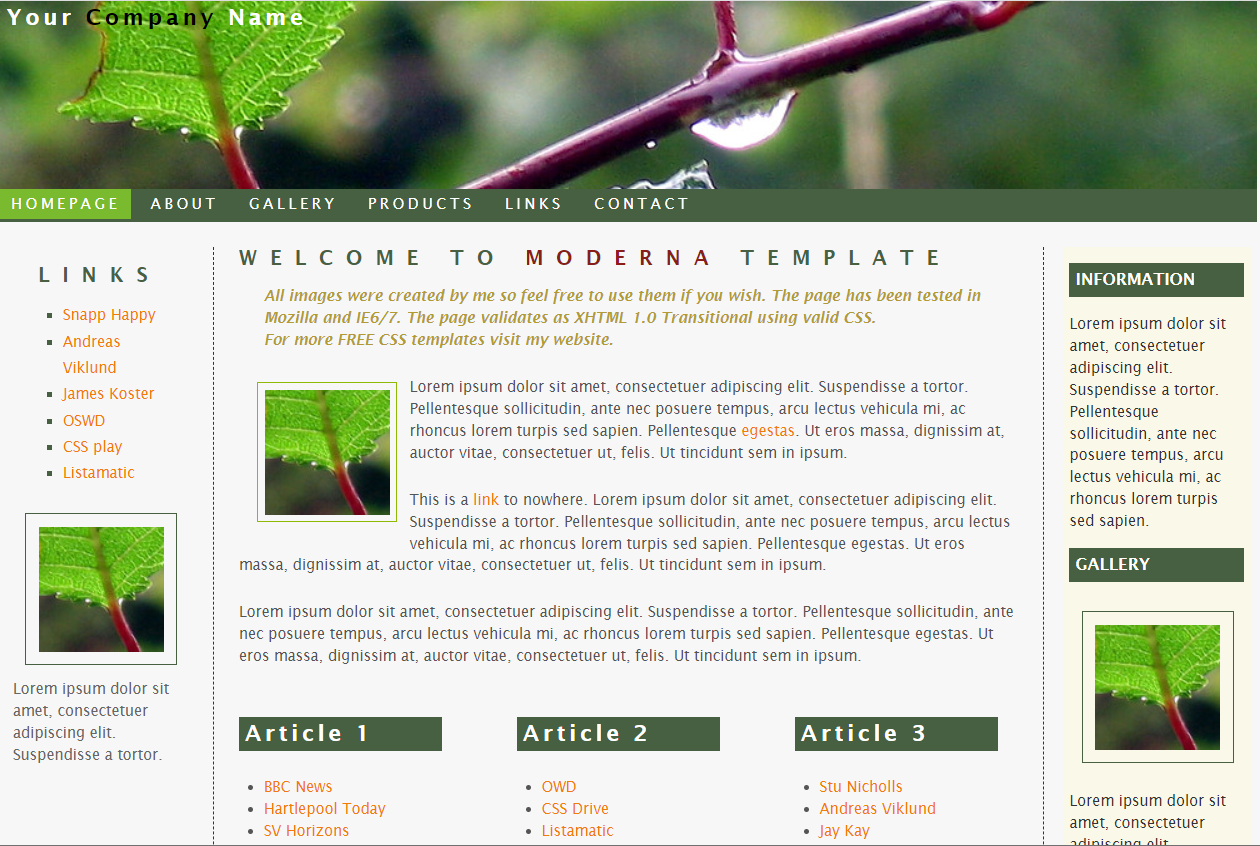 Your Company Name
HOMEPAGE ABOUT GALLERY PRODUCTS LINKS CONTACT
LINKS
Snapp Happy
Andreas
Viklund
James Koster
OSWD
CSS play
Listamatic
Lorem ipsum dolor sit
amet, consectetuer
adipiscing elit.
Suspendisse a tortor.
WELCOME TO MODERNA TEMPLATE
All images were created by me so feel free to use them if you wish. The page has been tested in
Mozilla and IE6/7. The page validates as XHTML 1.0 Transitional using valid CSS.
For more FREE CSS templates visit my website.
Lorem ipsum dolor sit amet, consectetuer adipiscing elit. Suspendisse a tortor.
Pellentesque sollicitudin, ante nec posuere tempus, arcu lectus vehicula mi, ac
rhoncus lorem turpis sed sapien. Pellentesque egestas. Ut eros massa, dignissim at,
auctor vitae, consectetuer ut, felis. Ut tincidunt sem in ipsum.
This is a link to nowhere. Lorem ipsum dolor sit amet, consectetuer adipiscing elit.
Suspendisse a tortor. Pellentesque sollicitudin, ante nec posuere tempus, arcu lectus
vehicula mi, ac rhoncus lorem turpis sed sapien. Pellentesque egestas. Ut eros
massa, dignissim at, auctor vitae, consectetuer ut, felis. Ut tincidunt sem in ipsum.
Lorem ipsum dolor sit amet, consectetuer adipiscing elit. Suspendisse a tortor. Pellentesque sollicitudin, ante
nec posuere tempus, arcu lectus vehicula mi, ac rhoncus lorem turpis sed sapien. Pellentesque egestas. Ut
eros massa, dignissim at, auctor vitae, consectetuer ut, felis. Ut tincidunt sem in ipsum.
Article 1
BBC News
Hartlepool Today
SV Horizons
Article 2
OWD
CSS Drive
Listamatic
Article 3
Stu Nicholls
Andreas Viklund
Jay Kay
INFORMATION
Lorem ipsum dolor sit
amet, consectetuer
adipiscing elit.
Suspendisse a tortor.
Pellentesque
sollicitudin, ante nec
posuere tempus, arcu
lectus vehicula mi, ac
rhoncus lorem turpis
sed sapien.
GALLERY
Lorem ipsum dolor sit
amet, consectetuer
adipiscing elit